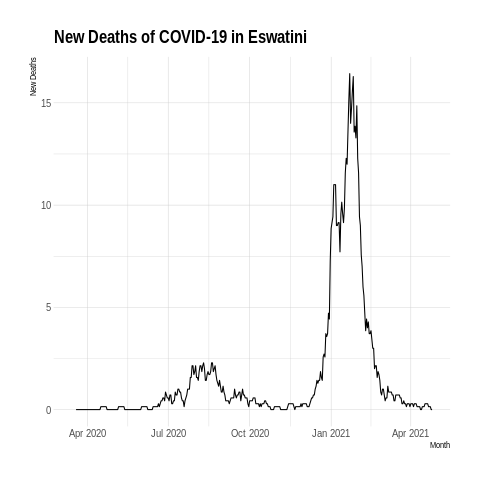 New Deaths of COVID-19 in Eswatini
New Deaths
15
10
5
0
Apr 2020 Jul 2020 Oct 2020 Jan 2021 Apr 2021
Month